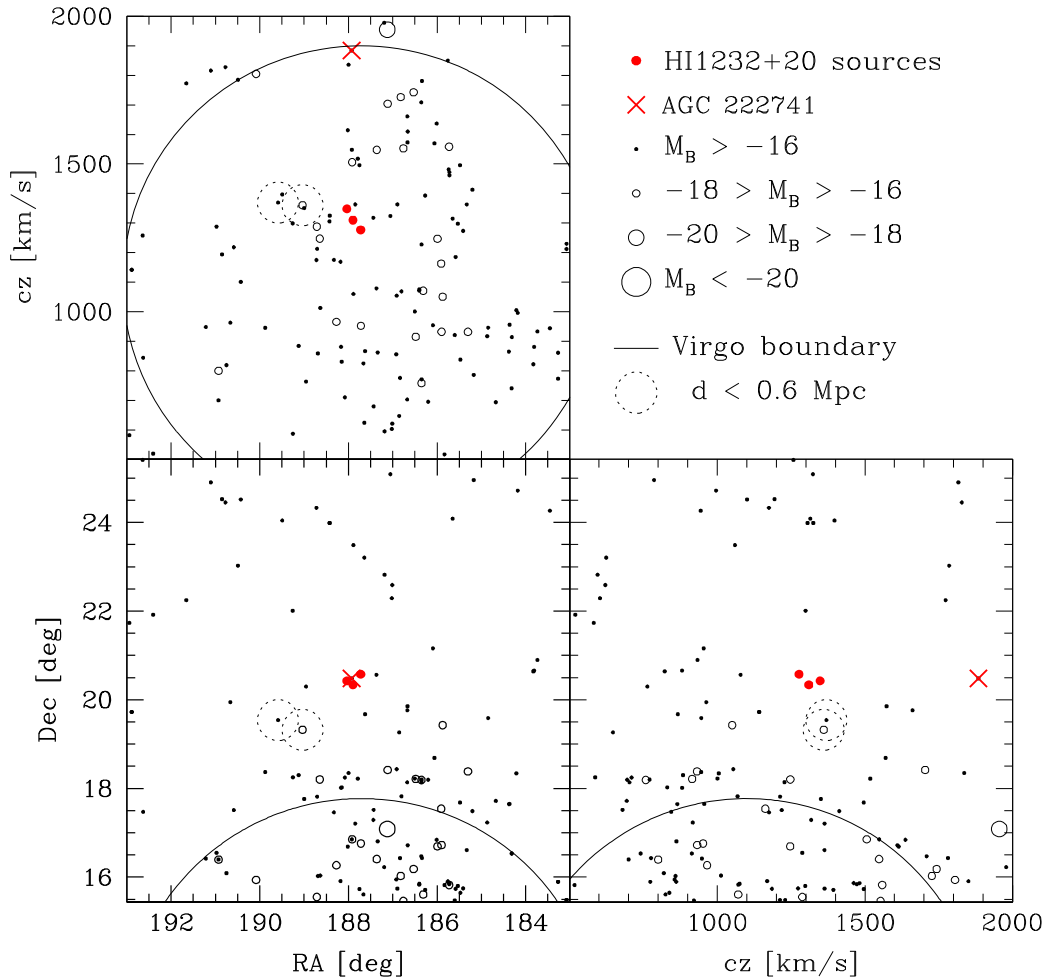 2000
1500
1000
cz [km/s]
HI1232+20 sources
AGC 222741
M_B > −16
−18 > M_B > −16
−20 > M_B > −18
M_B < −20
Virgo boundary
d < 0.6 Mpc
24
22
20
18
16
Dec [deg]
192 190 188 186 184
RA [deg]
1000 1500 2000
cz [km/s]